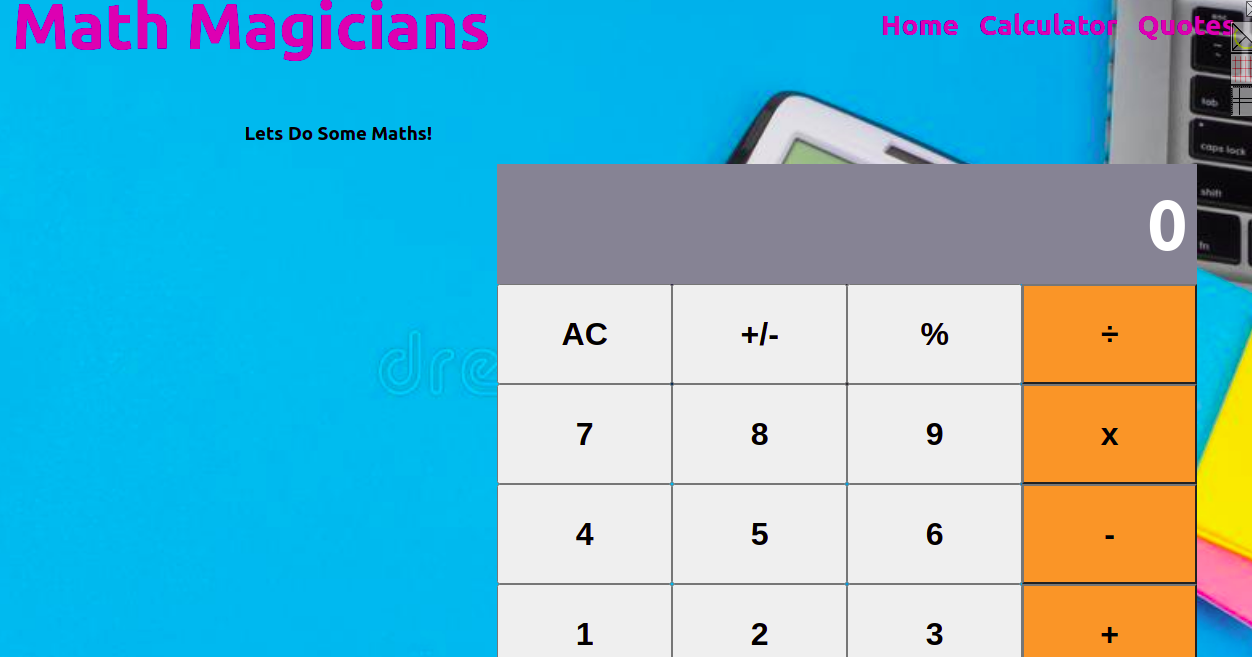 Math Magicians
Home Calculator Quotes
Lets Do Some Maths!
tab
caps lock
shift
fn
0
AC +/- % ÷
dre
7 8 9 x
4 5 6 -
1 2 3 +